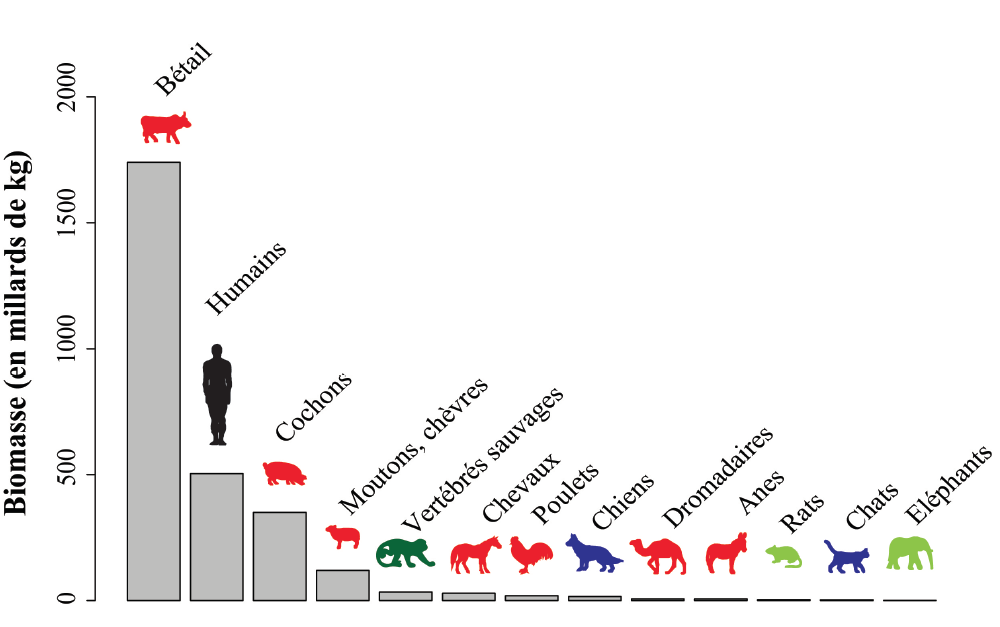 Biomasse (en millards de kg)
2000
1500
1000
500
0
Bétail
Humains
Cochons
Moutons, chèvres
Vertébrés sauvages
Chevaux
Poulets
Chiens
Dromadaires
Anes
Rats
Chats
Eléphants